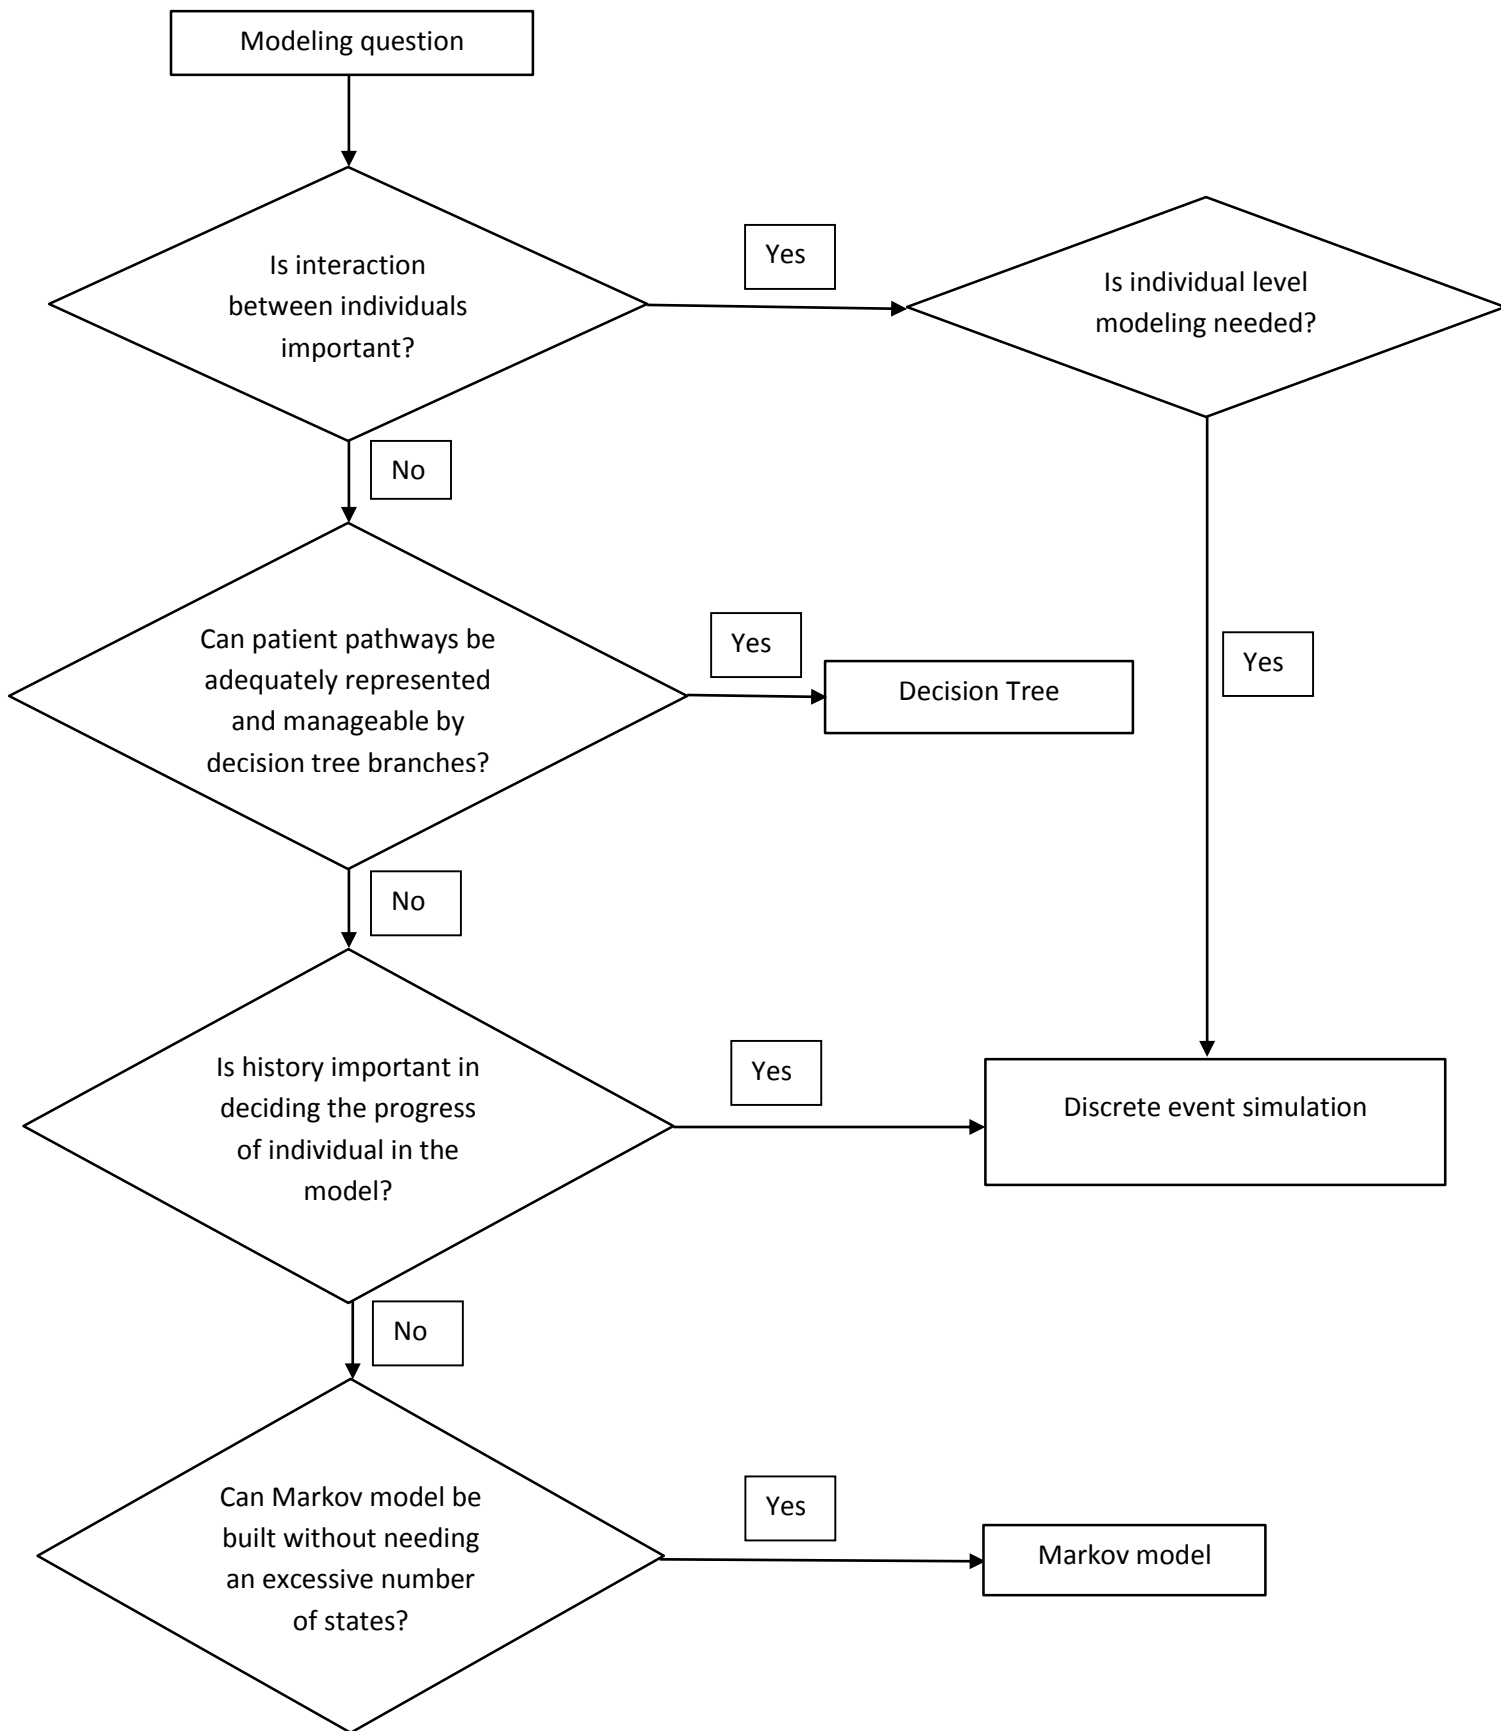 Modeling question
Is interaction
between individuals
important?
Yes
Is individual level
modeling needed?
No
Can patient pathways be
adequately represented
and manageable by
decision tree branches?
Yes
Decision Tree
Yes
No
Is history important in
deciding the progress
of individual in the
model?
Yes
Discrete event simulation
No
Can Markov model be
built without needing
an excessive number
of states?
Yes
Markov model